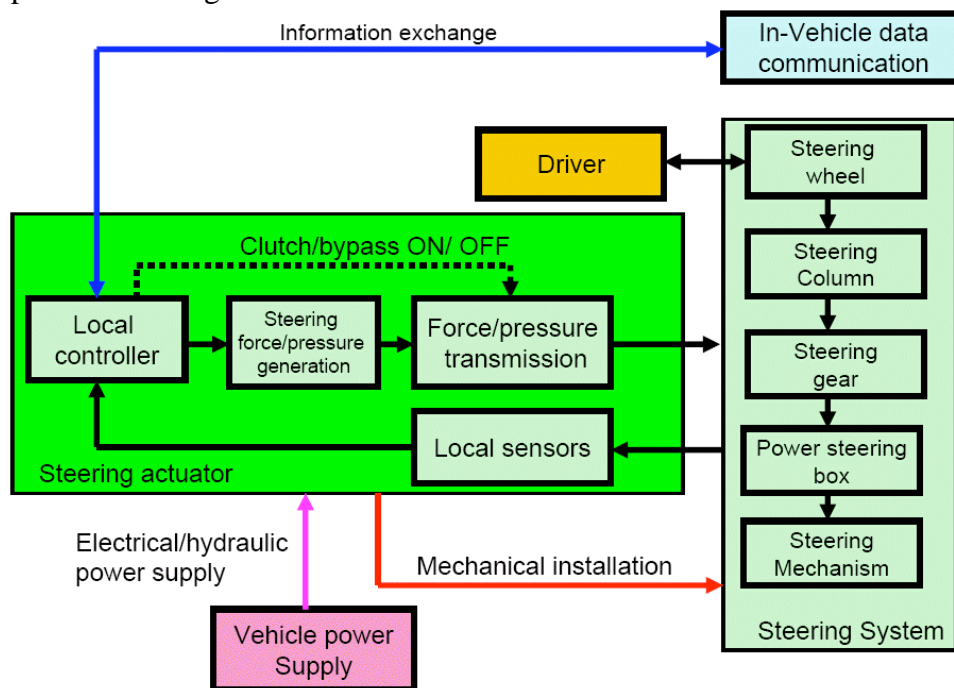 Information exchange
In-Vehicle data
communication
Driver
Steering
wheel
Clutch/bypass ON/ OFF
Steering
Column
Local
controller
Steering
force/pressure
generation
Force/pressure
transmission
Steering
gear
Local sensors
Power steering
box
Steering actuator
Steering
Mechanism
Electrical/hydraulic
power supply
Mechanical installation
Vehicle power
Supply
Steering System